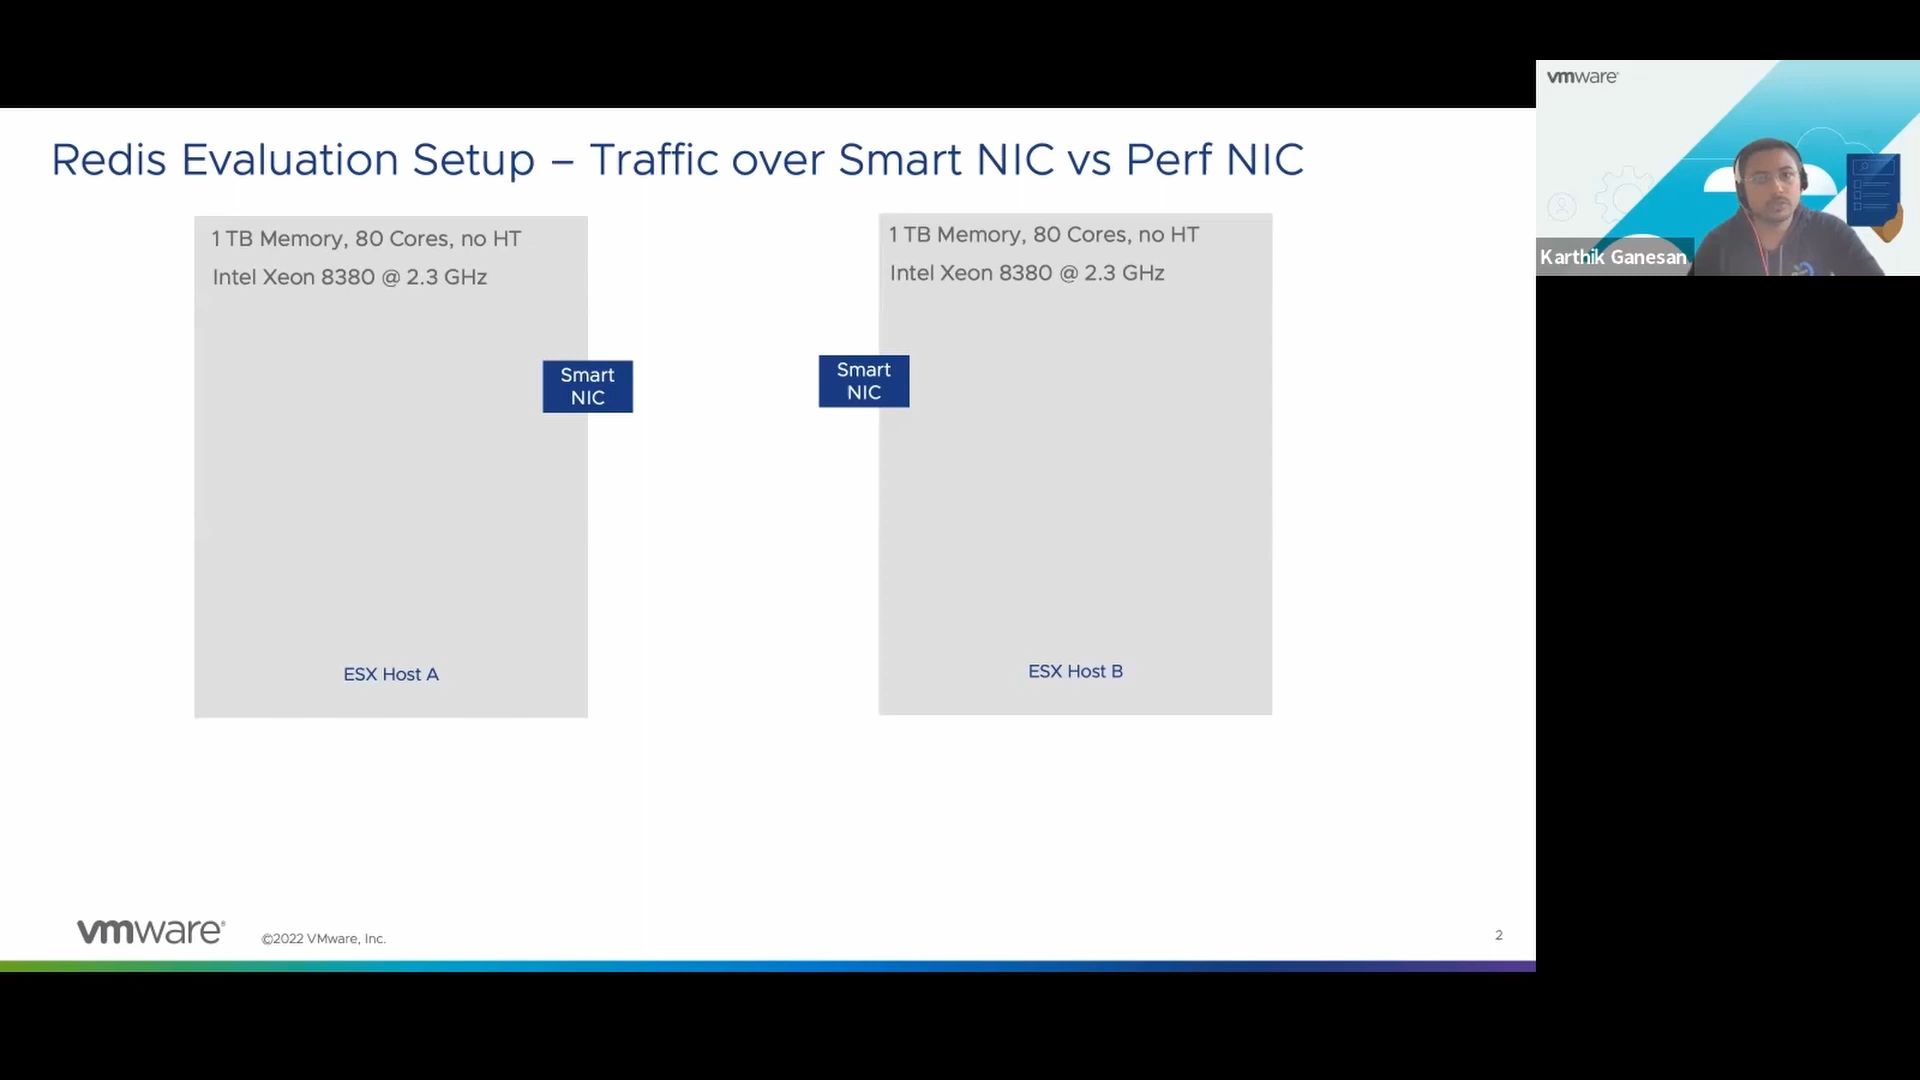 Redis Evaluation Setup – Traffic over Smart NIC vs Perf NIC
1 TB Memory, 80 Cores, no HT
Intel Xeon 8380 @ 2.3 GHz
Smart
NIC
ESX Host A
1 TB Memory, 80 Cores, no HT
Intel Xeon 8380 @ 2.3 GHz
Smart
NIC
ESX Host B
vmware®
©2022 VMware, Inc.
2
vmware®
Karthik Ganesan